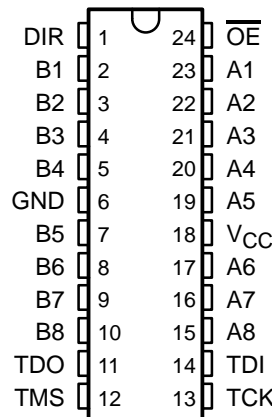 DIR 1 24 OE
B1 2 23 A1
B2 3 22 A2
B3 4 21 A3
B4 5 20 A4
GND 6 19 A5
B5 7 18 VCC
B6 8 17 A6
B7 9 16 A7
B8 10 15 A8
TDO 11 14 TDI
TMS 12 13 TCK